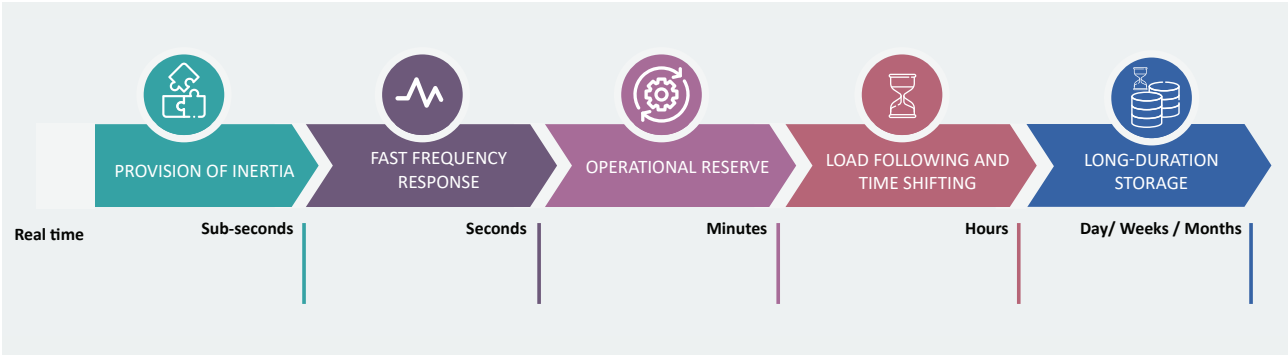 PROVISION OF INERTIA
FAST FREQUENCY
RESPONSE
OPERATIONAL RESERVE
LOAD FOLLOWING AND
TIME SHIFTING
LONG-DURATION
STORAGE
Real time
Sub-seconds
Seconds
Minutes
Hours
Day/ Weeks / Months